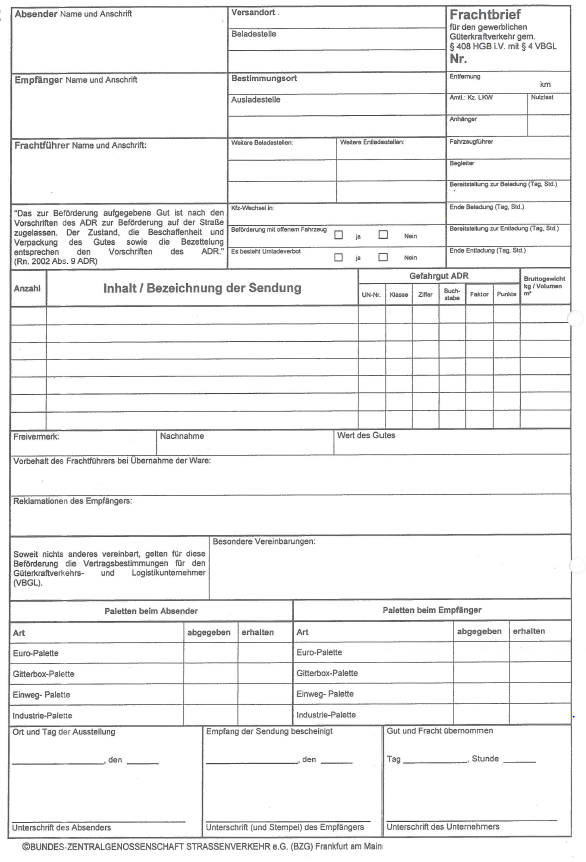 Absender Name und Anschrift
Versandort .
Beladestelle
Frachtbrief
für den gewerblichen
Güterkraftverkehr gem.
§ 408 HGB i.V. mit § 4 VBGL
Nr.
Empfänger Name und Anschrift
Bestimmungsort
Ausladestelle
Entfernung
km
Amtl.: Kz. LKW
Nutzlast
Anhänger
Frachtführer Name und Anschrift:
Weitere Beladestellen:
Weitere Entladestellen:
Fahrzeugführer
Begleiter
Bereitstellung zur Beladung (Tag, Std.)
"Das zur Beförderung aufgegebene Gut ist nach den
Vorschriften des ADR zur Beförderung auf der Straße
zugelassen. Der Zustand, die Beschaffenheit und
Verpackung des Gutes sowie die Bezettelung
entsprechen den Vorschriften des ADR."
(Rn. 2002 Abs. 9 ADR)
Kfz-Wechsel in:
Ende Beladung (Tag, Std.)
Beförderung mit offenem Fahrzeug
ja
Nein
Bereitstellung zur Entladung (Tag, Std.)
Es besteht Umladeverbot
ja
Nein
Ende Entladung (Tag, Std.)
Anzahl
Inhalt / Bezeichnung der Sendung
Gefahrgut ADR
UN-Nr.
Klasse
Ziffer
Buch-
stabe
Faktor
Punkte
Bruttogewicht
kg / Volumen
m³
Freivermerk:
Nachnahme
Wert des Gutes
Vorbehalt des Frachtführers bei Übernahme der Ware:
Reklamationen des Empfängers:
Soweit nichts anderes vereinbart, gelten für diese
Beförderung die Vertragsbestimmungen für den
Güterkraftverkehrs- und Logistikunternehmer
(VBGL).
Besondere Vereinbarungen:
Paletten beim Absender
Paletten beim Empfänger
Art abgegeben erhalten
Art abgegeben erhalten
Euro-Palette
Euro-Palette
Gitterbox-Palette
Gitterbox-Palette
Einweg- Palette
Einweg- Palette
Industrie-Palette
Industrie-Palette
Ort und Tag der Ausstellung
Empfang der Sendung bescheinigt
Gut und Fracht übernommen
, den
, den
Tag , Stunde
Unterschrift des Absenders
Unterschrift (und Stempel) des Empfängers
Unterschrift des Unternehmers
©BUNDES-ZENTRALGENOSSENSCHAFT STRASSENVERKEHR e.G. (BZG) Frankfurt am Main